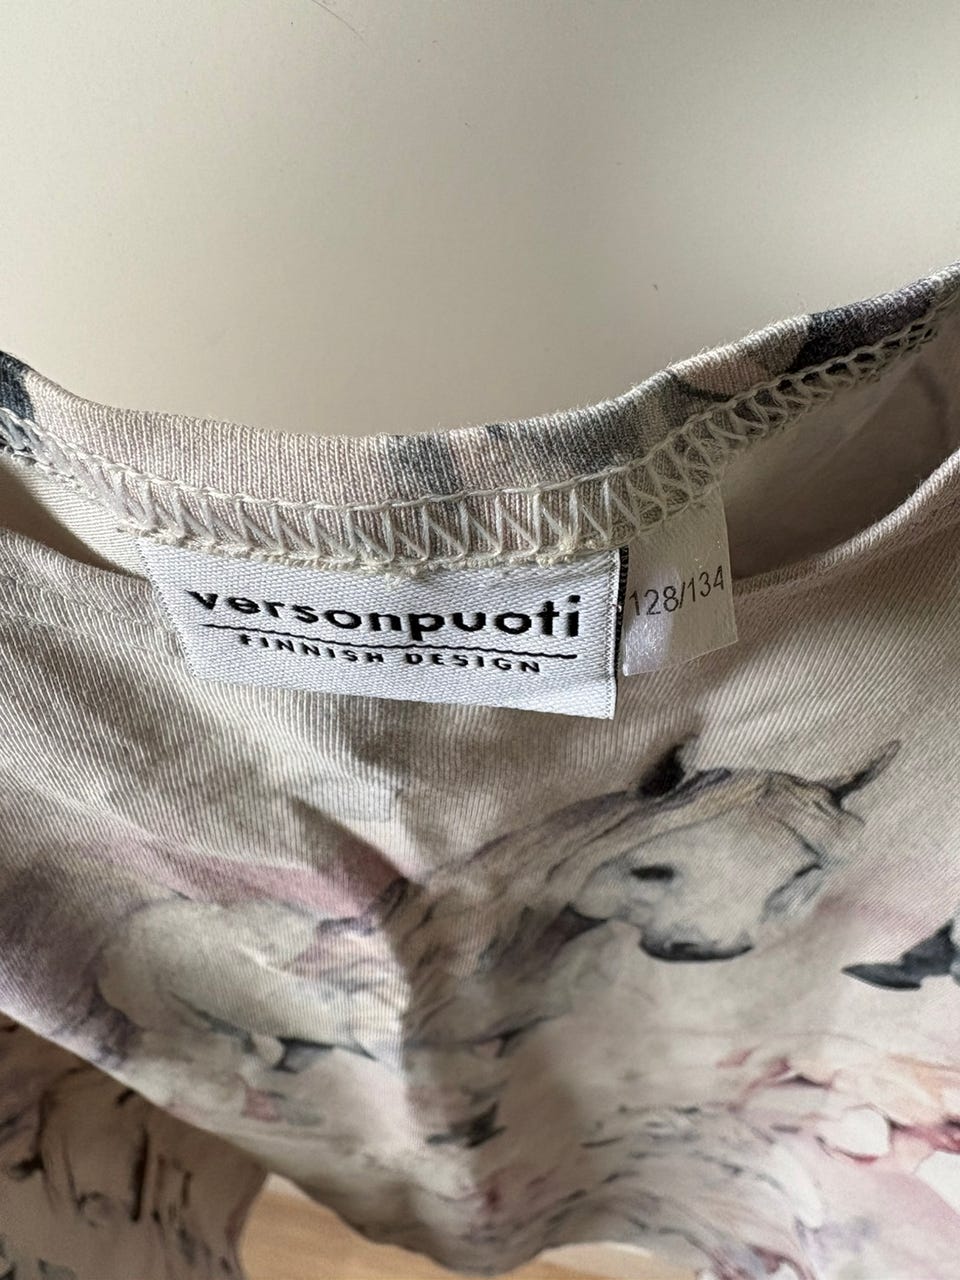 versonpuoti
FINNISH DESIGN
128/134